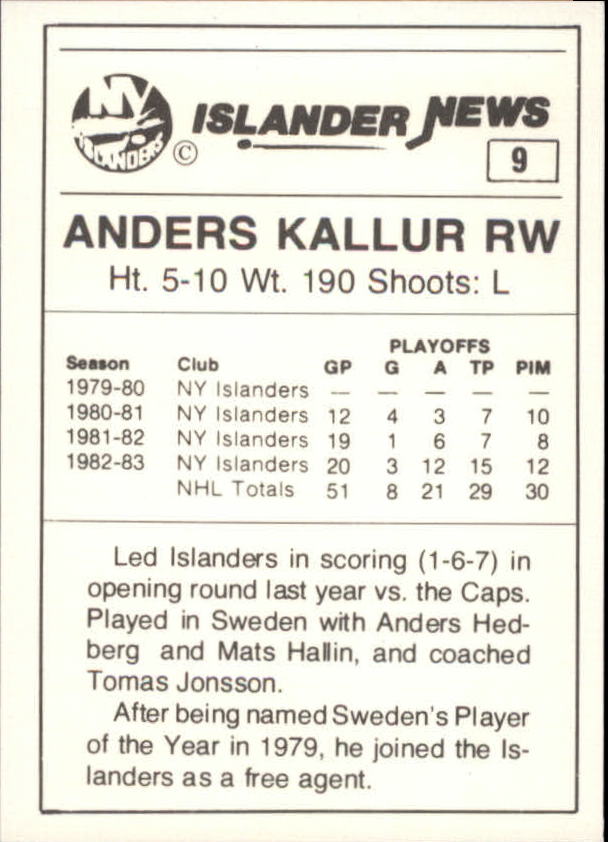 NY
ISLANDERS
© ISLANDER NEWS
9
ANDERS KALLUR RW
Ht. 5-10 Wt. 190 Shoots: L
PLAYOFFS
Season Club GP G A TP PIM
1979-80 NY Islanders — — — — —
1980-81 NY Islanders 12 4 3 7 10
1981-82 NY Islanders 19 1 6 7 8
1982-83 NY Islanders 20 3 12 15 12
NHL Totals 51 8 21 29 30
Led Islanders in scoring (1-6-7) in
opening round last year vs. the Caps.
Played in Sweden with Anders Hed-
berg and Mats Hallin, and coached
Tomas Jonsson.
After being named Sweden's Player
of the Year in 1979, he joined the Is-
landers as a free agent.